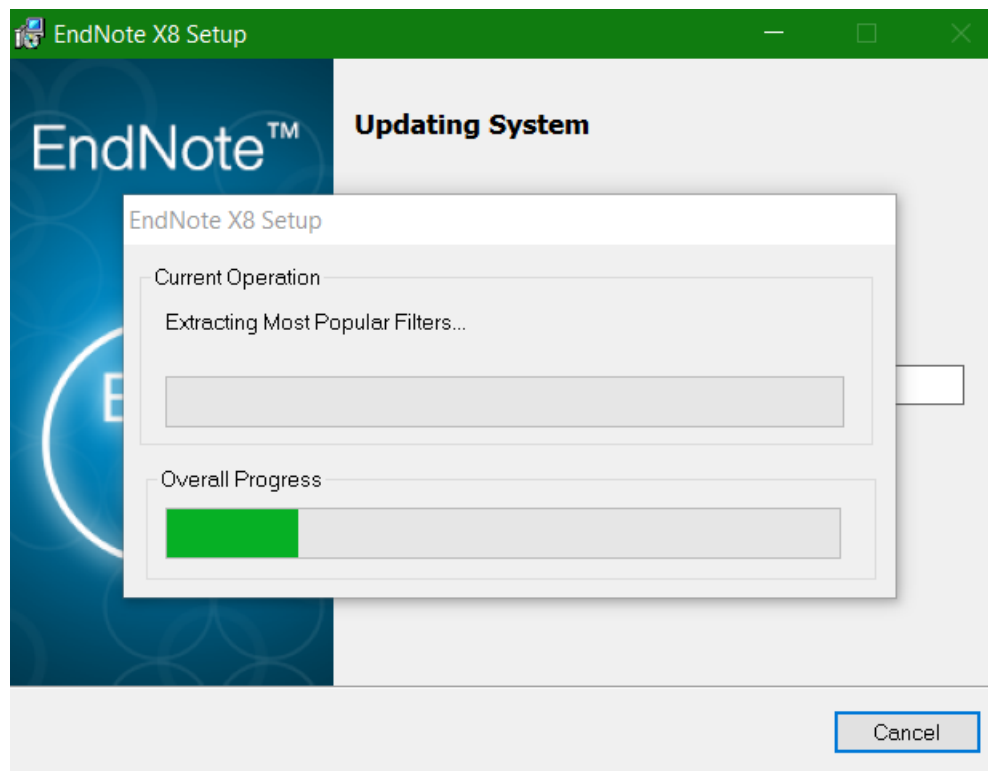 EndNote X8 Setup
EndNote™
Updating System
EndNote X8 Setup
Current Operation
Extracting Most Popular Filters...
E
Overall Progress
Cancel